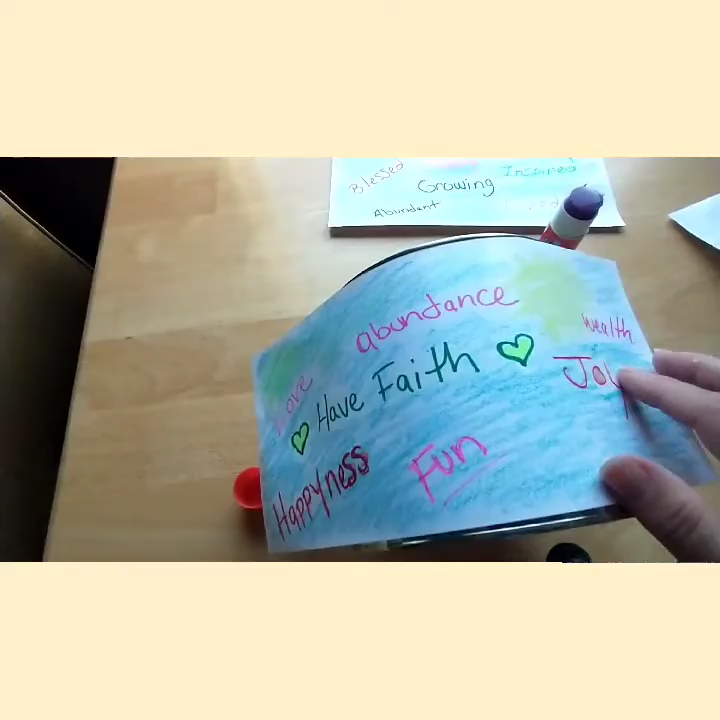 Blessed
Growing
Inspired
Abundant
abundance
wealth
Love
Have Faith
Joy
Happyness
Fun